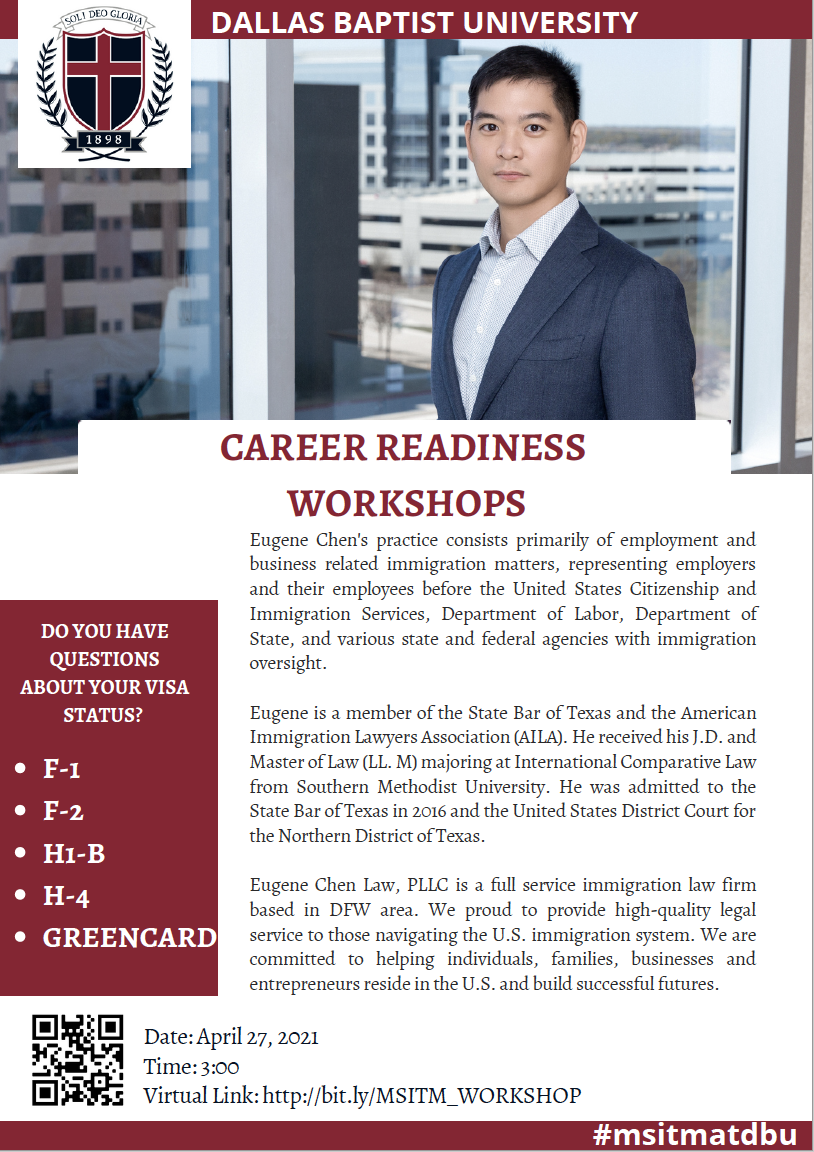 SOLI DEO GLORIA
1898
DALLAS BAPTIST UNIVERSITY
CAREER READINESS
WORKSHOPS
Eugene Chen's practice consists primarily of employment and
business related immigration matters, representing employers
and their employees before the United States Citizenship and
Immigration Services, Department of Labor, Department of
State, and various state and federal agencies with immigration
oversight.
Eugene is a member of the State Bar of Texas and the American
Immigration Lawyers Association (AILA). He received his J.D. and
Master of Law (LL. M) majoring at International Comparative Law
from Southern Methodist University. He was admitted to the
State Bar of Texas in 2016 and the United States District Court for
the Northern District of Texas.
Eugene Chen Law, PLLC is a full service immigration law firm
based in DFW area. We proud to provide high-quality legal
service to those navigating the U.S. immigration system. We are
committed to helping individuals, families, businesses and
entrepreneurs reside in the U.S. and build successful futures.
DO YOU HAVE
QUESTIONS
ABOUT YOUR VISA
STATUS?
• F-1
• F-2
• H1-B
• H-4
• GREENCARD
Date: April 27, 2021
Time: 3:00
Virtual Link: http://bit.ly/MSITM_WORKSHOP
#msitmatdbu